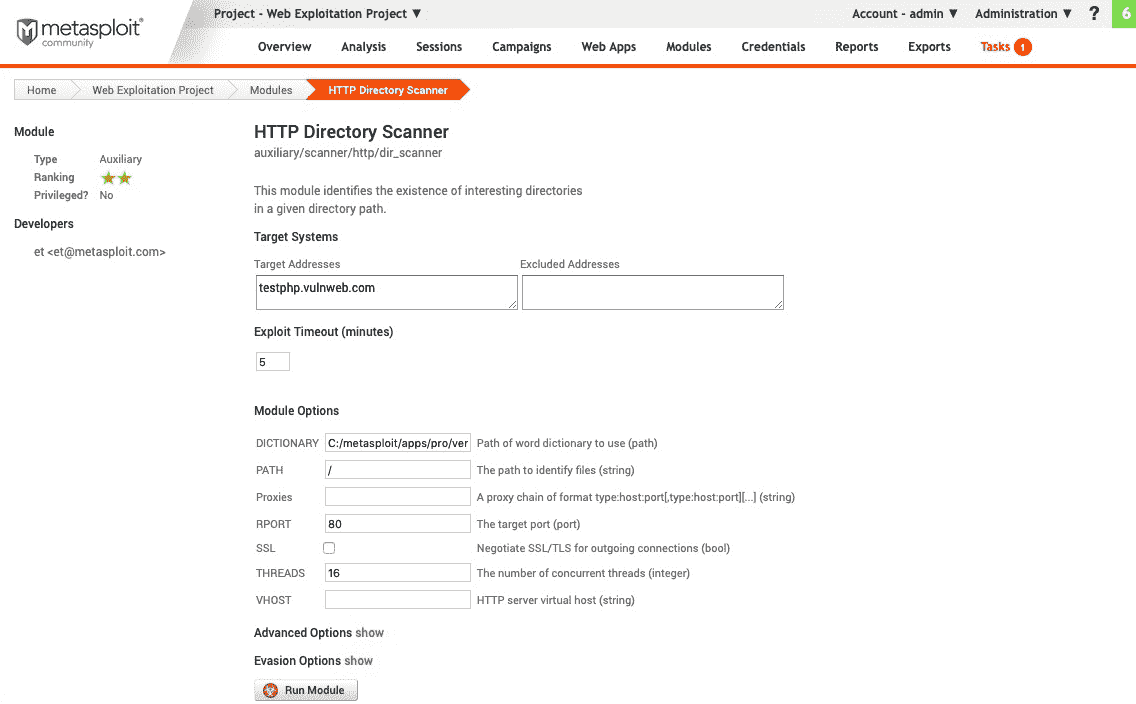 metasploit®
community
Project - Web Exploitation Project ▼
Account - admin ▼ Administration ▼ ? 6
Overview Analysis Sessions Campaigns Web Apps Modules Credentials Reports Exports Tasks 1
Home Web Exploitation Project Modules HTTP Directory Scanner
Module
Type Auxiliary
Ranking
Privileged? No
Developers
et <et@metasploit.com>
HTTP Directory Scanner
auxiliary/scanner/http/dir_scanner
This module identifies the existence of interesting directories
in a given directory path.
Target Systems
Target Addresses Excluded Addresses
testphp.vulnweb.com
Exploit Timeout (minutes)
5
Module Options
DICTIONARY C:/metasploit/apps/pro/ver Path of word dictionary to use (path)
PATH / The path to identify files (string)
Proxies A proxy chain of format type:host:port[,type:host:port][...] (string)
RPORT 80 The target port (port)
SSL Negotiate SSL/TLS for outgoing connections (bool)
THREADS 16 The number of concurrent threads (integer)
VHOST HTTP server virtual host (string)
Advanced Options show
Evasion Options show
Run Module